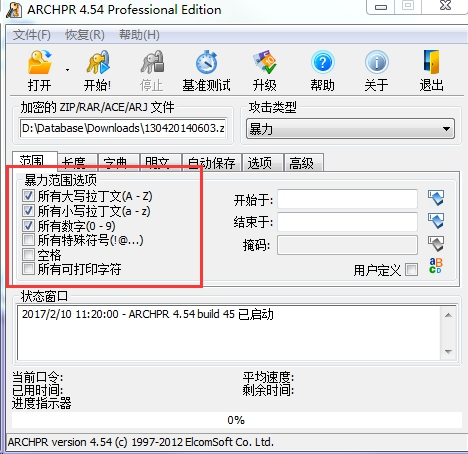 ARCHPR 4.54 Professional Edition
文件(F) 恢复(R) 帮助(H)
打开 开始! 停止 基准测试 升级 帮助 关于 退出
加密的 ZIP/RAR/ACE/ARJ 文件 攻击类型
D:\Database\Downloads\130420140603.z 暴力
范围 长度 字典 明文 自动保存 选项 高级
暴力范围选项
所有大写拉丁文(A - Z) 开始于:
所有小写拉丁文(a - z)
所有数字(0 - 9) 结束于:
所有特殊符号(!@...) 掩码:
空格
所有可打印字符 用户定义
状态窗口
2017/2/10 11:20:00 - ARCHPR 4.54 build 45 已启动
当前口令: 平均速度:
已用时间: 剩余时间:
进度指示器
0%
ARCHPR version 4.54 (c) 1997-2012 ElcomSoft Co. Ltd.